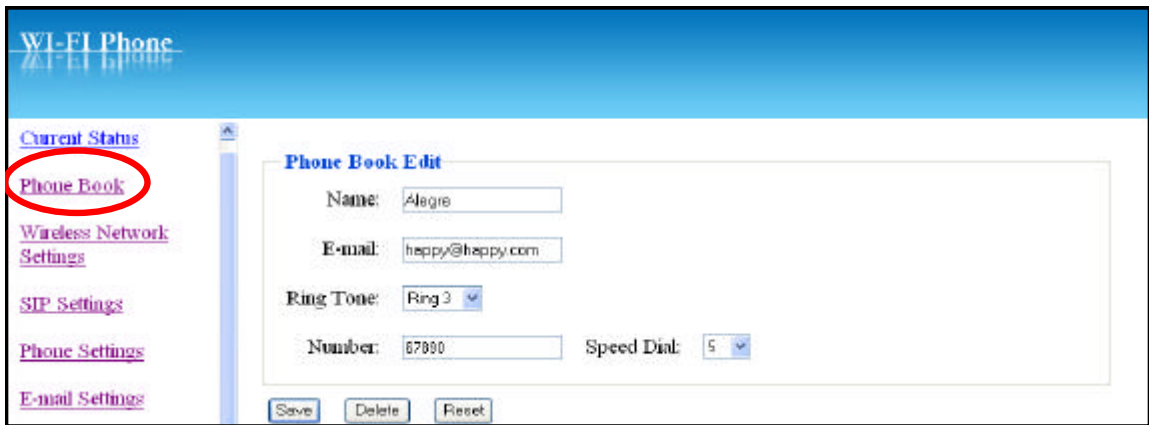 WI-FI Phone
Current Status
Phone Book
Wireless Network
Settings
SIP Settings
Phone Settings
E-mail Settings
Phone Book Edit
Name: Alegre
E-mail: happy@happy.com
Ring Tone: Ring 3
Number: 67890 Speed Dial: 5
Save Delete Reset